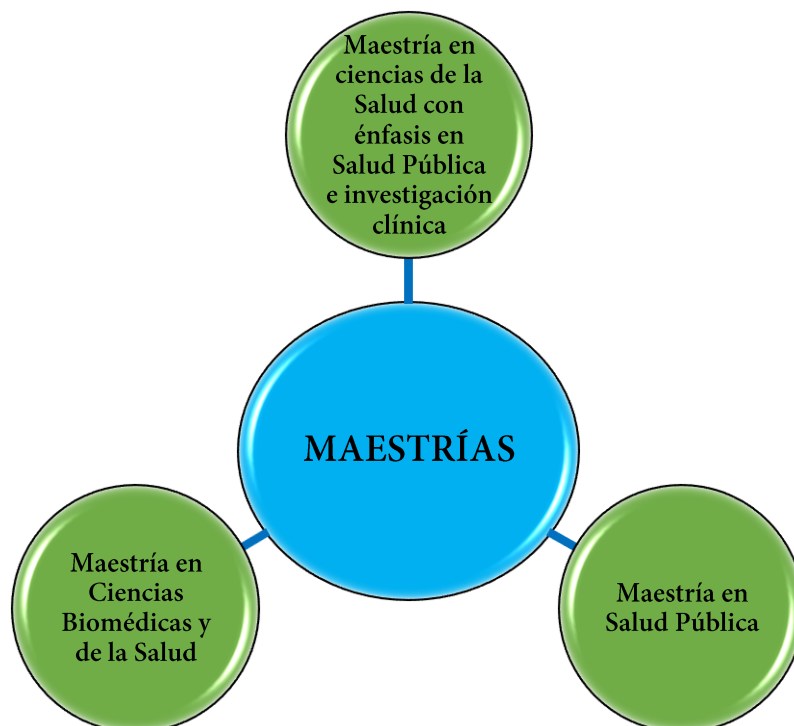 Maestría en
ciencias de la
Salud con
énfasis en
Salud Pública
e investigación
clínica
MAESTRÍAS
Maestría en
Ciencias
Biomédicas y
de la Salud
Maestría en
Salud Pública